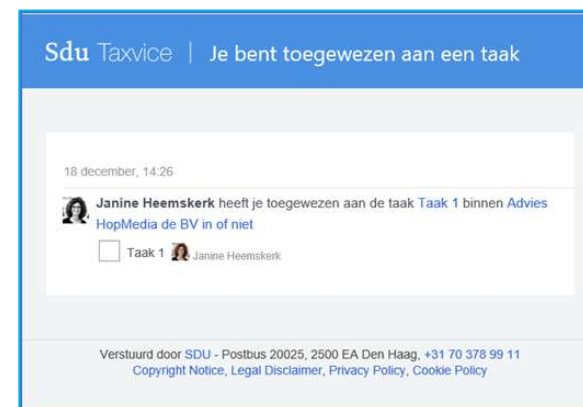 Sdu Taxvice | Je bent toegewezen aan een taak
18 december, 14:26
Janine Heemskerk heeft je toegewezen aan de taak Taak 1 binnen Advies
HopMedia de BV in of niet
Taak 1 Janine Heemskerk
Verstuurd door SDU - Postbus 20025, 2500 EA Den Haag, +31 70 378 99 11
Copyright Notice, Legal Disclaimer, Privacy Policy, Cookie Policy